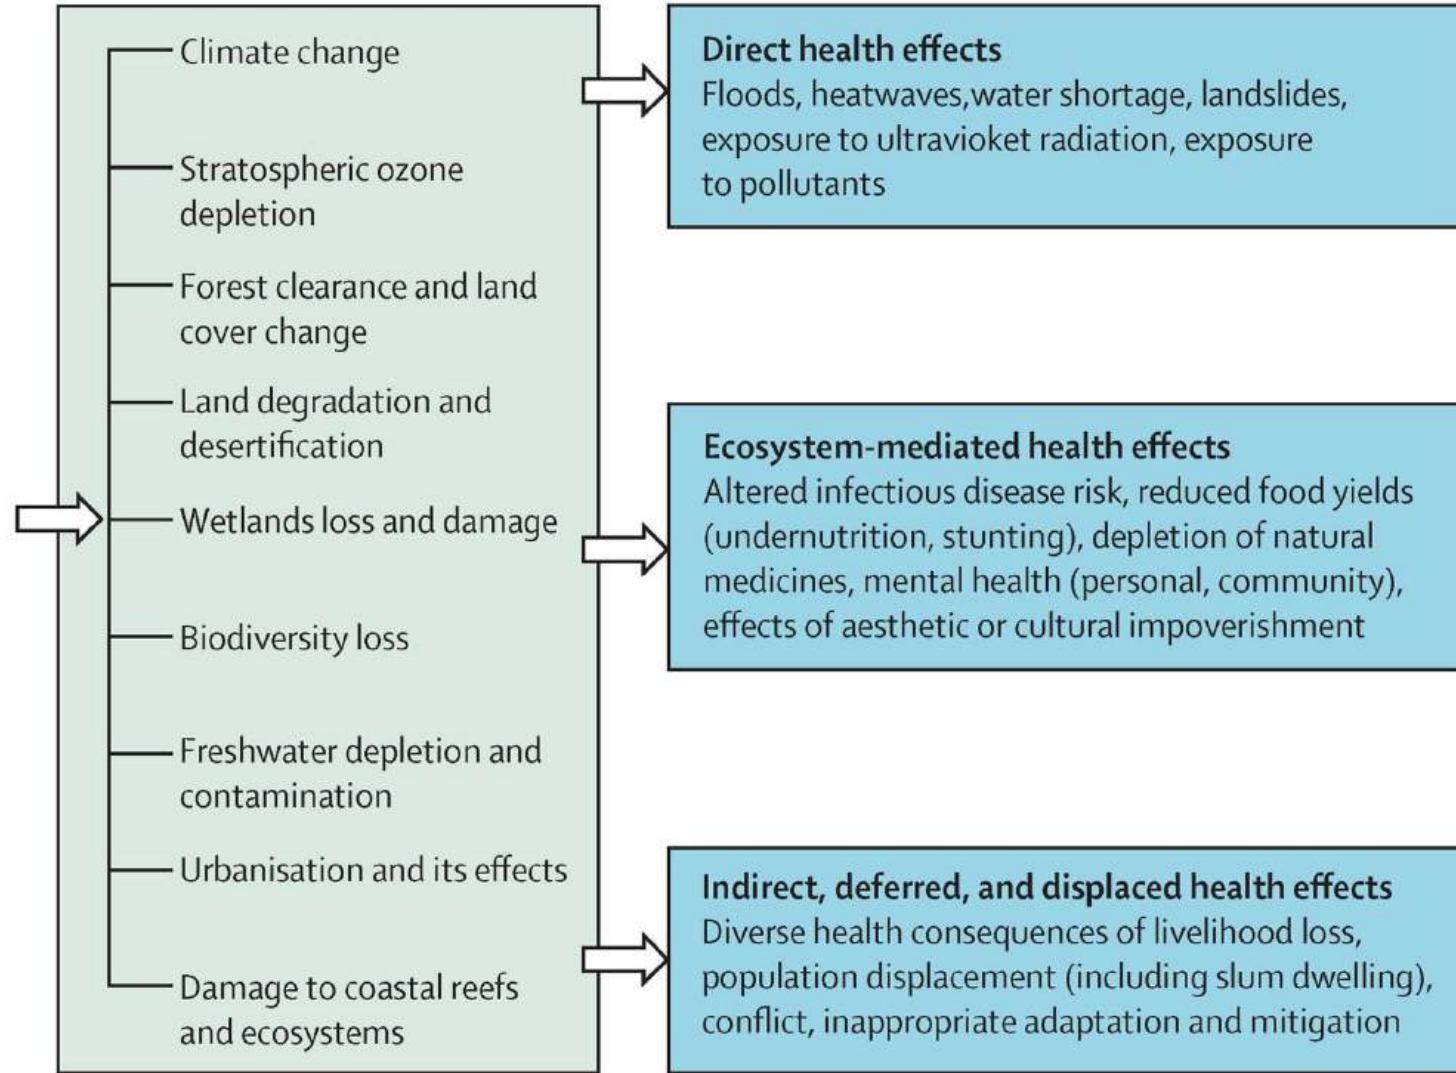 Climate change
Stratospheric ozone
depletion
Forest clearance and land
cover change
Land degradation and
desertification
Wetlands loss and damage
Biodiversity loss
Freshwater depletion and
contamination
Urbanisation and its effects
Damage to coastal reefs
and ecosystems
Direct health effects
Floods, heatwaves,water shortage, landslides,
exposure to ultravioket radiation, exposure
to pollutants
Ecosystem-mediated health effects
Altered infectious disease risk, reduced food yields
(undernutrition, stunting), depletion of natural
medicines, mental health (personal, community),
effects of aesthetic or cultural impoverishment
Indirect, deferred, and displaced health effects
Diverse health consequences of livelihood loss,
population displacement (including slum dwelling),
conflict, inappropriate adaptation and mitigation